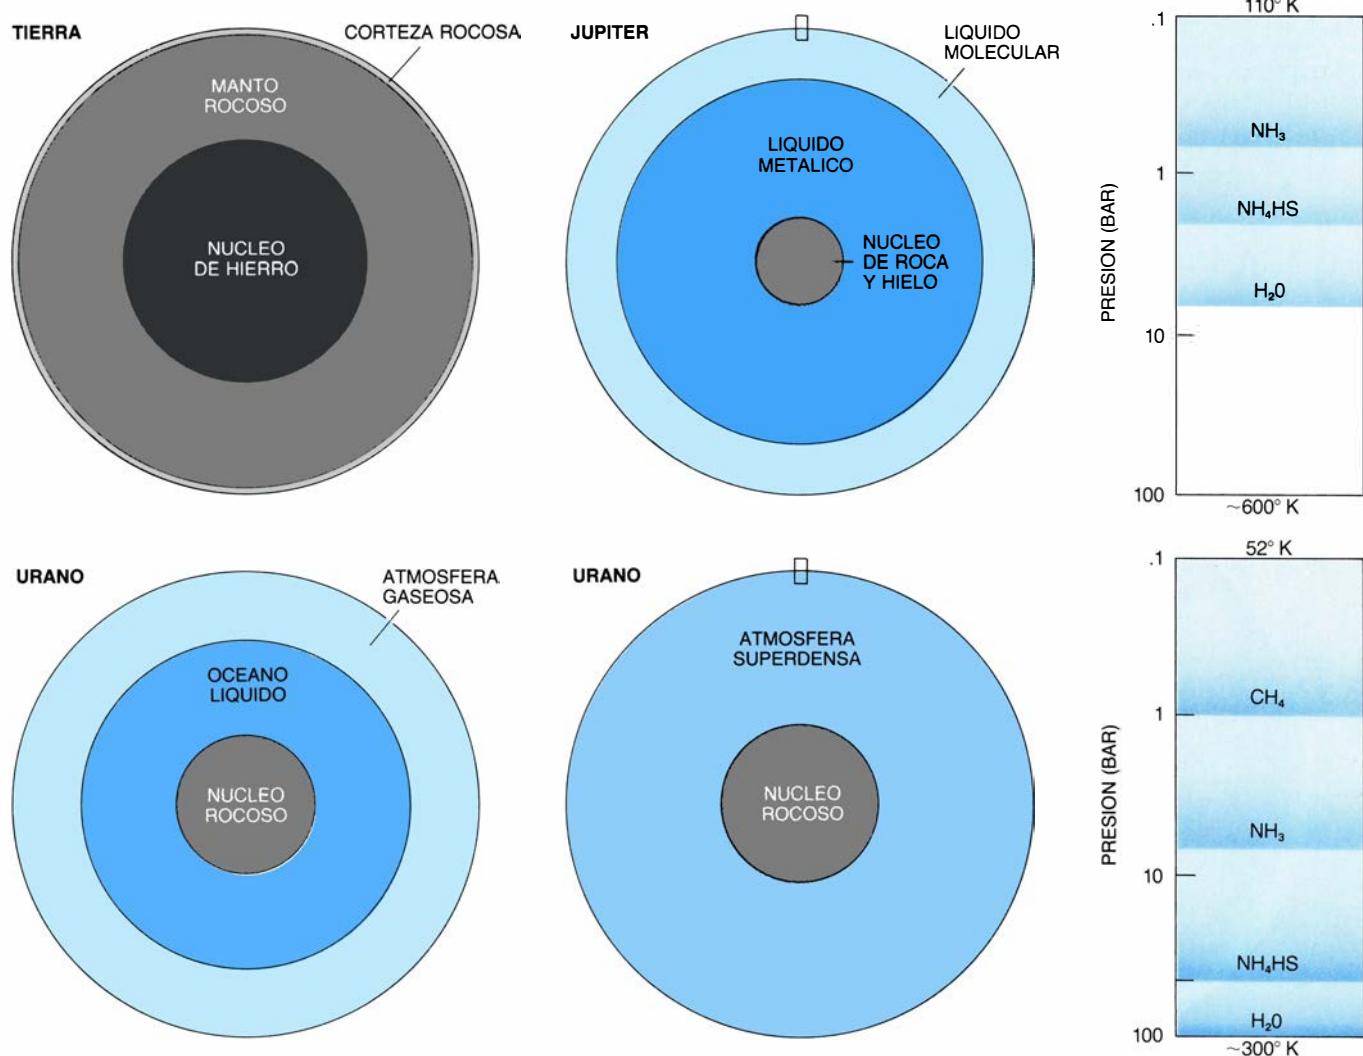 TIERRA
CORTEZA ROCOSA
MANTO
ROCOSO
NUCLEO
DE HIERRO
JUPITER
LIQUIDO
MOLECULAR
LIQUIDO
METALICO
NUCLEO
DE ROCA
Y HIELO
110° K
.1
NH₃
1
NH₄HS
H₂0
10
100
~600° K
PRESION (BAR)
URANO
ATMOSFERA
GASEOSA
OCEANO
LIQUIDO
NUCLEO
ROCOSO
URANO
ATMOSFERA
SUPERDENSA
NUCLEO
ROCOSO
52° K
.1
CH₄
1
NH₃
10
NH₄HS
H₂0
100
~300° K
PRESION (BAR)